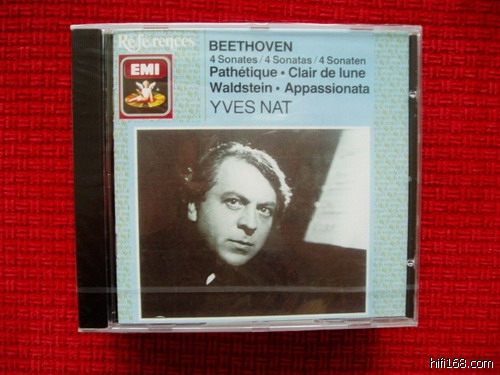 Références
EMI
BEETHOVEN
4 Sonates / 4 Sonatas / 4 Sonaten
Pathétique • Clair de lune
Waldstein • Appassionata
YVES NAT
hifi168.com